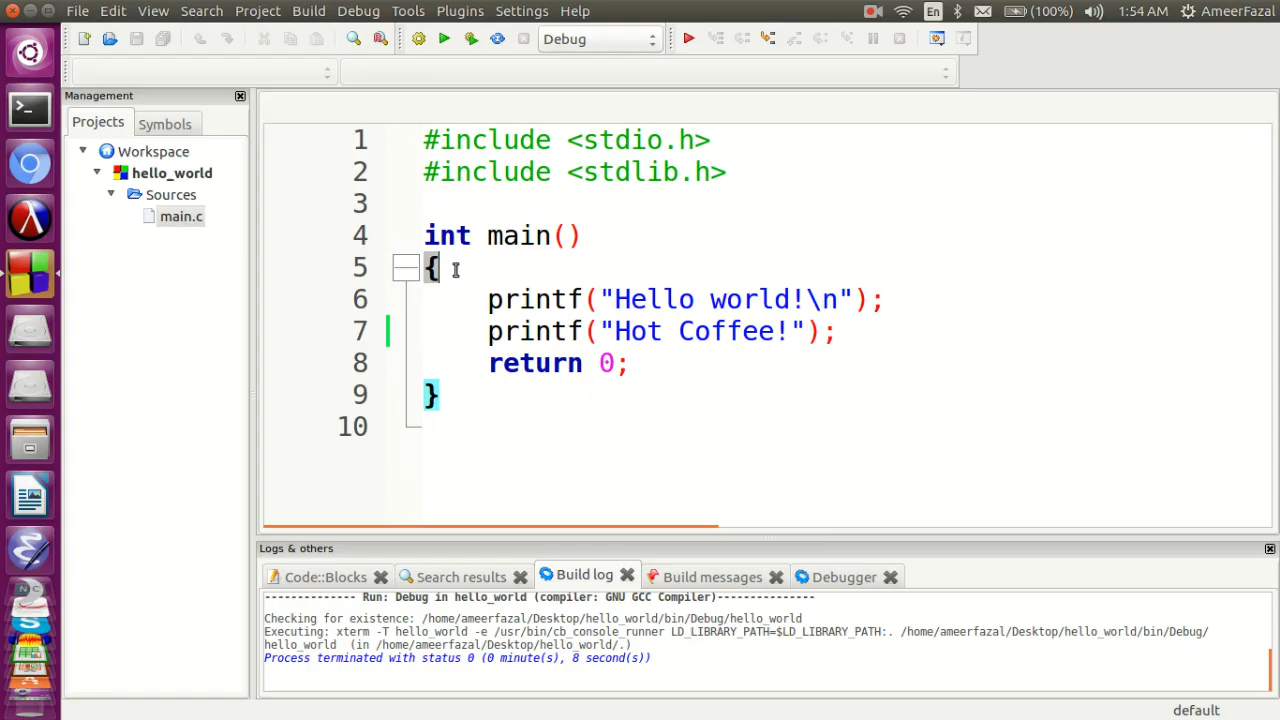 File Edit View Search Project Build Debug Tools Plugins Settings Help En (100%) 1:54 AM AmeerFazal
Debug
Management
Projects Symbols
Workspace
hello_world
Sources
main.c
1 #include <stdio.h>
2 #include <stdlib.h>
3
4 int main()
5 {
6 printf("Hello world!\n");
7 printf("Hot Coffee!");
8 return 0;
9 }
10
Logs & others
Code::Blocks Search results Build log Build messages Debugger
-------------- Run: Debug in hello_world (compiler: GNU GCC Compiler)---------------
Checking for existence: /home/ameerfazal/Desktop/hello_world/bin/Debug/hello_world
Executing: xterm -T hello_world -e /usr/bin/cb_console_runner LD_LIBRARY_PATH=$LD_LIBRARY_PATH:. /home/ameerfazal/Desktop/hello_world/bin/Debug/
hello_world (in /home/ameerfazal/Desktop/hello_world/.)
Process terminated with status 0 (0 minute(s), 8 second(s))
default